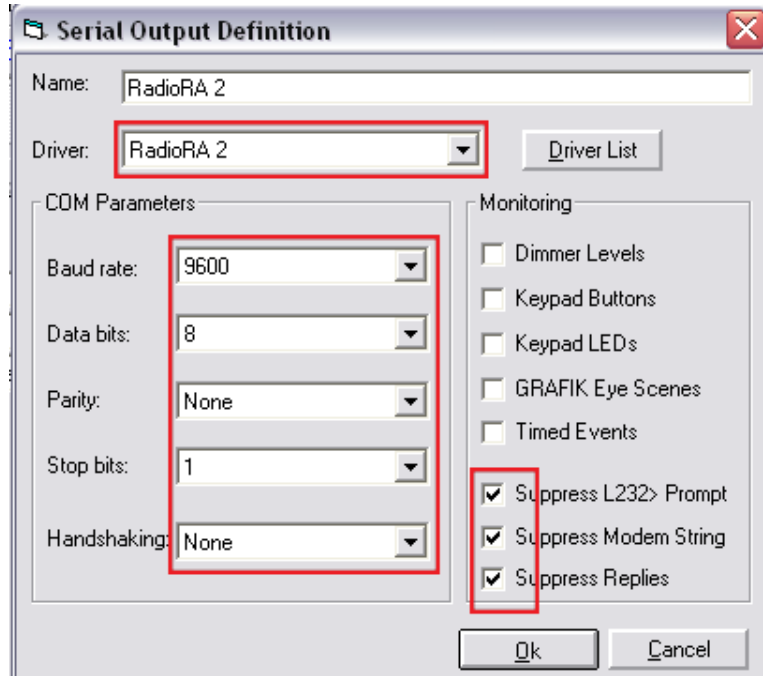 Serial Output Definition
Name: RadioRA 2
Driver: RadioRA 2 Driver List
COM Parameters
Baud rate: 9600
Data bits: 8
Parity: None
Stop bits: 1
Handshaking: None
Monitoring
Dimmer Levels
Keypad Buttons
Keypad LEDs
GRAFIK Eye Scenes
Timed Events
Suppress L232> Prompt
Suppress Modem String
Suppress Replies
Ok Cancel